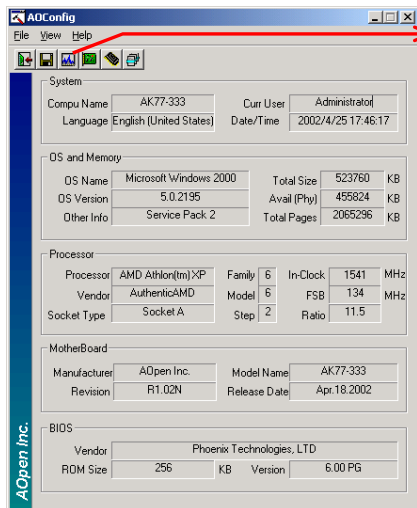 AOConfig
File View Help
System
Compu Name AK77-333 Curr User Administrator
Language English (United States) Date/Time 2002/4/25 17:46:17
OS and Memory
OS Name Microsoft Windows 2000 Total Size 523760 KB
OS Version 5.0.2195 Avail (Phy) 455824 KB
Other Info Service Pack 2 Total Pages 2065296 KB
Processor
Processor AMD Athlon(tm) XP Family 6 In-Clock 1541 MHz
Vendor AuthenticAMD Model 6 FSB 134 MHz
Socket Type Socket A Step 2 Ratio 11.5
MotherBoard
Manufacturer AOpen Inc. Model Name AK77-333
Revision R1.02N Release Date Apr.18.2002
BIOS
Vendor Phoenix Technologies, LTD
ROM Size 256 KB Version 6.00 PG
AOpen Inc.